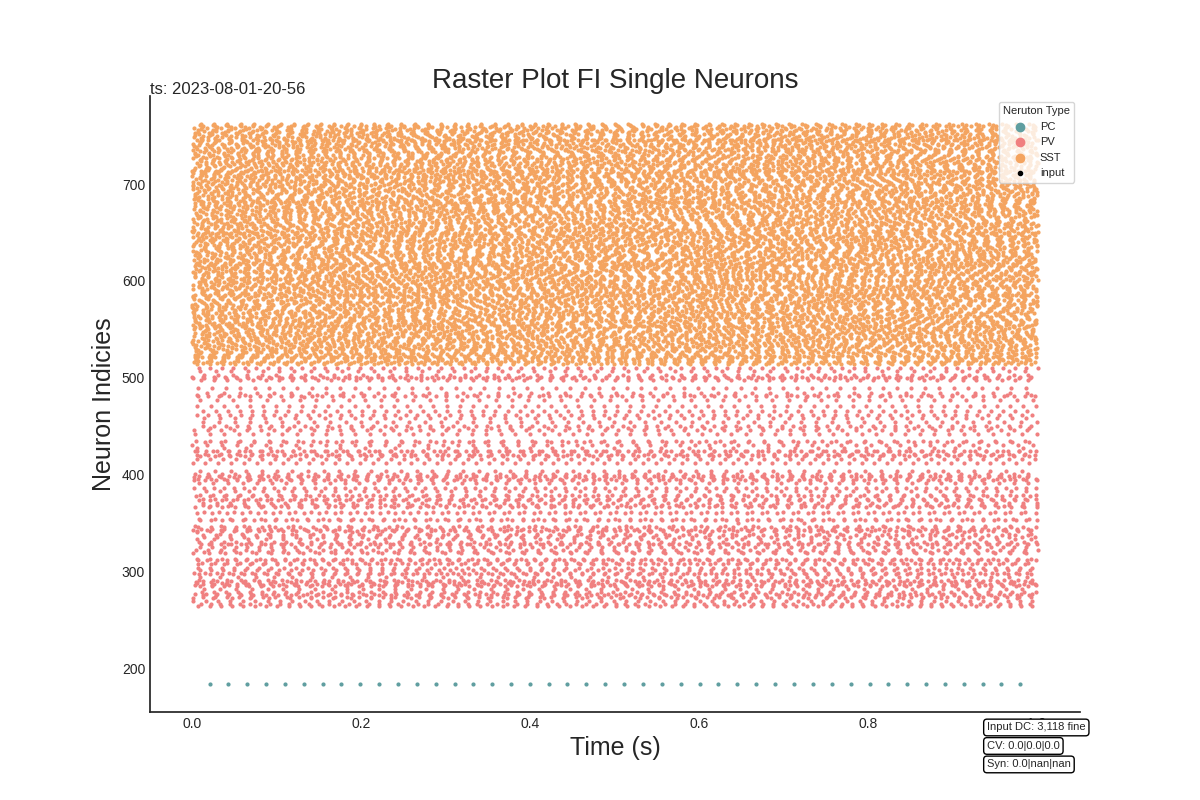 Raster Plot FI Single Neurons
ts: 2023-08-01-20-56
Neruton Type
PC
PV
SST
input
Neuron Indicies
700
600
500
400
300
200
0.0
0.2
0.4
0.6
0.8
Time (s)
Input DC: 3,118 fine
CV: 0.0|0.0|0.0
Syn: 0.0|nan|nan